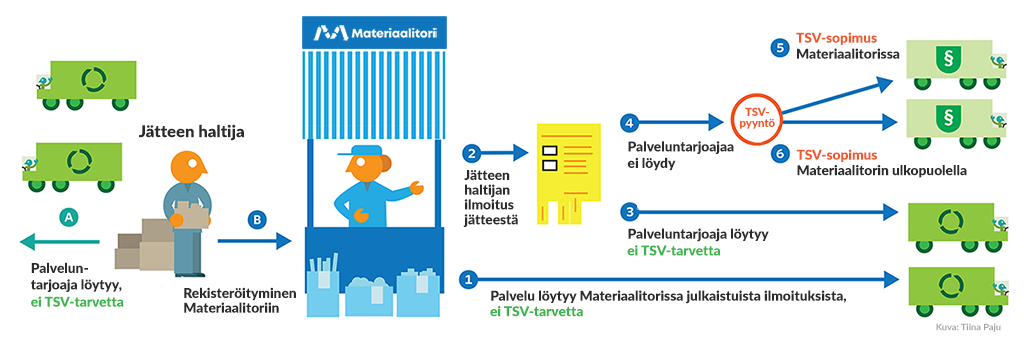 Materiaalitori
Jätteen haltija
A
Palvelun-
tarjoaja löytyy,
ei TSV-tarvetta
B
Rekisteröityminen
Materiaalitoriin
2
Jätteen
haltijan
ilmoitus
jätteestä
1
Palvelu löytyy Materiaalitorissa julkaistuista ilmoituksista,
ei TSV-tarvetta
3
Palveluntarjoaja löytyy
ei TSV-tarvetta
4
Palveluntarjoajaa
ei löydy
TSV-
pyyntö
5
TSV-sopimus
Materiaalitorissa
§
§
6
TSV-sopimus
Materiaalitorin ulkopuolella
Kuva: Tiina Paju